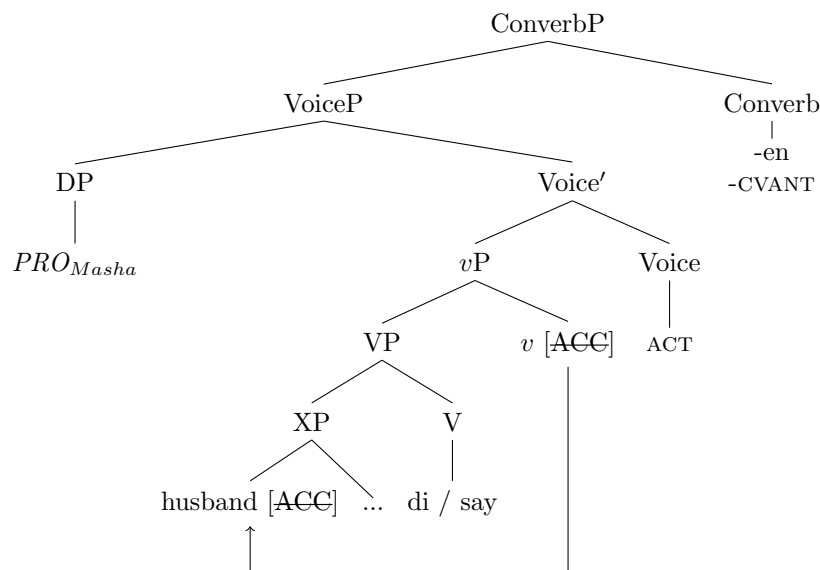 ConverbP
VoiceP Converb
-en
DP Voice′ -CVANT
PRO_Masha vP Voice
VP v [ACC] ACT
XP V
husband [ACC] ... di / say